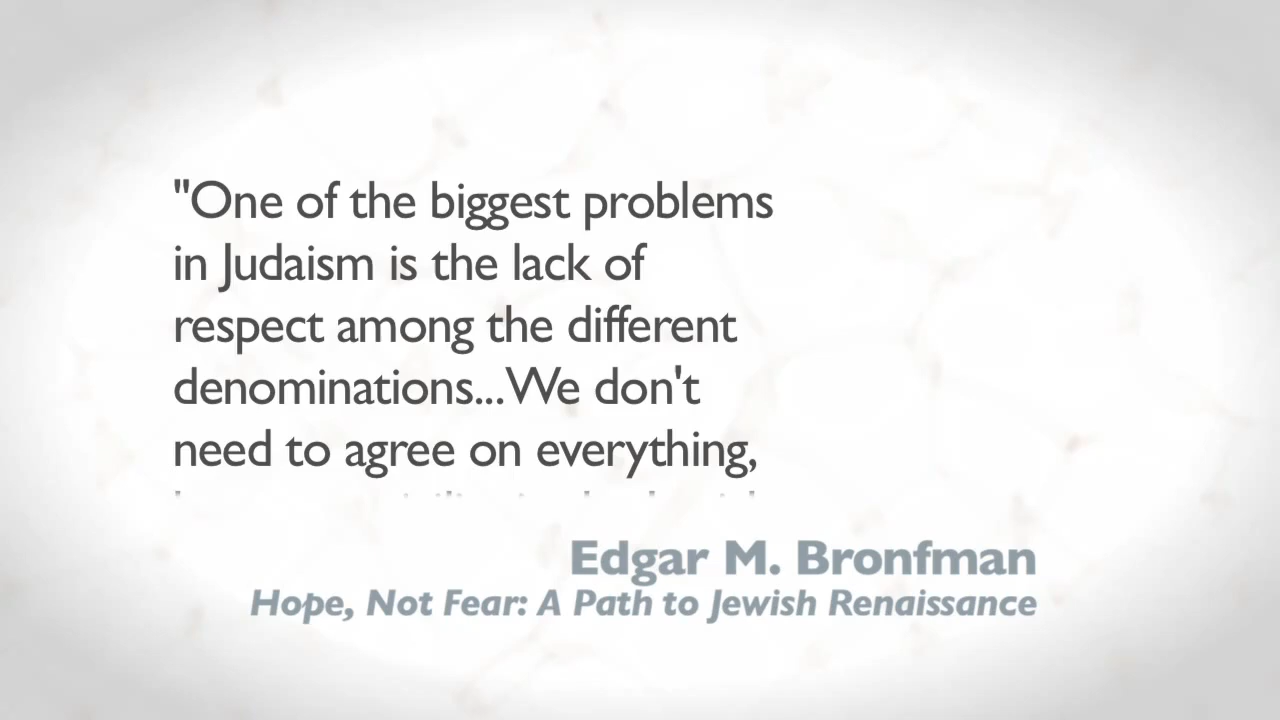 "One of the biggest problems
in Judaism is the lack of
respect among the different
denominations...We don't
need to agree on everything,
Edgar M. Bronfman
Hope, Not Fear: A Path to Jewish Renaissance